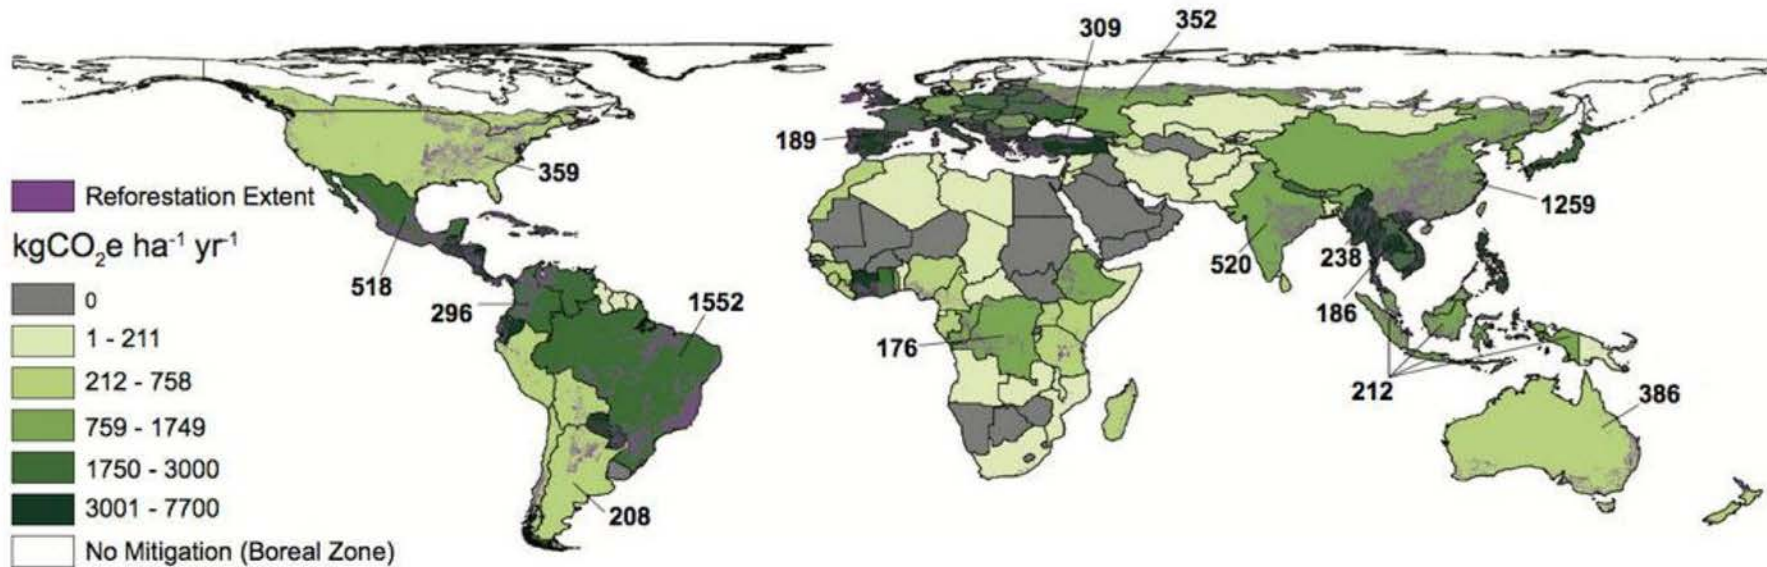 309
352
189
359
Reforestation Extent
kgCO₂e ha⁻¹ yr⁻¹
1259
520
238
518
0
296
1552
186
1 - 211
176
212 - 758
212
386
759 - 1749
1750 - 3000
3001 - 7700
208
No Mitigation (Boreal Zone)